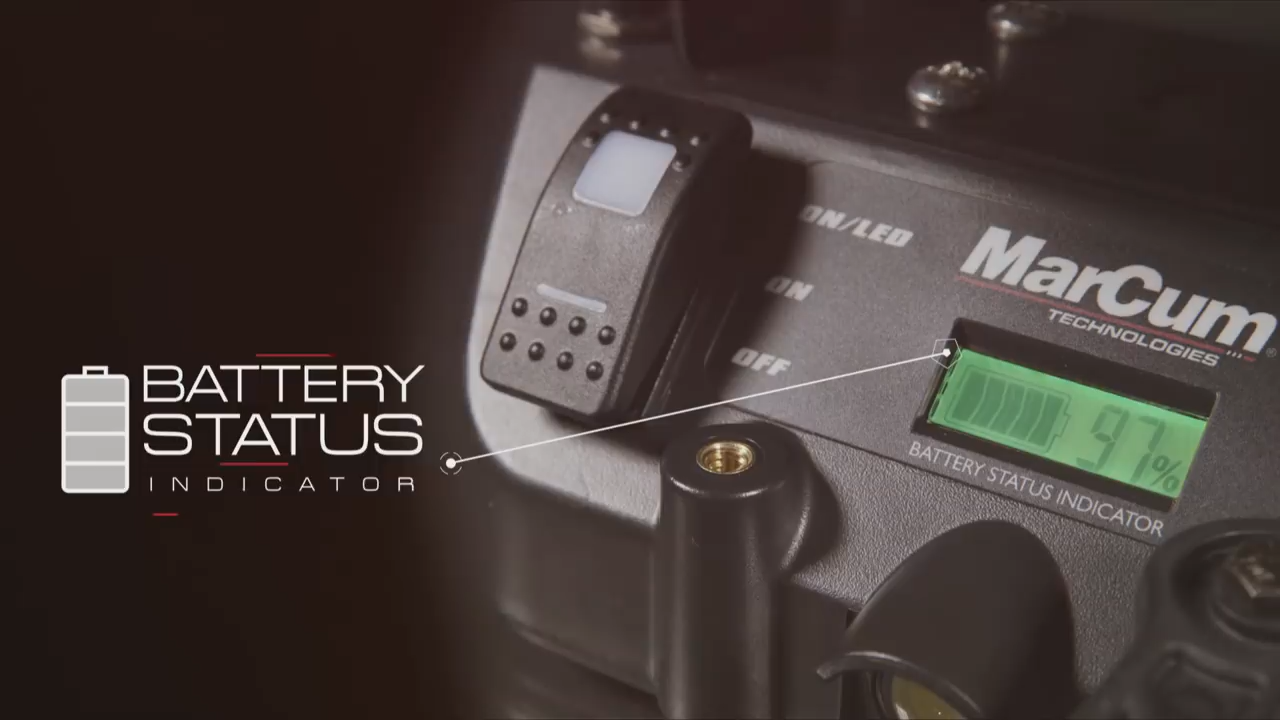 BATTERY
STATUS
INDICATOR
ON/LED
ON
OFF
MarCum®
TECHNOLOGIES
97%
BATTERY STATUS INDICATOR